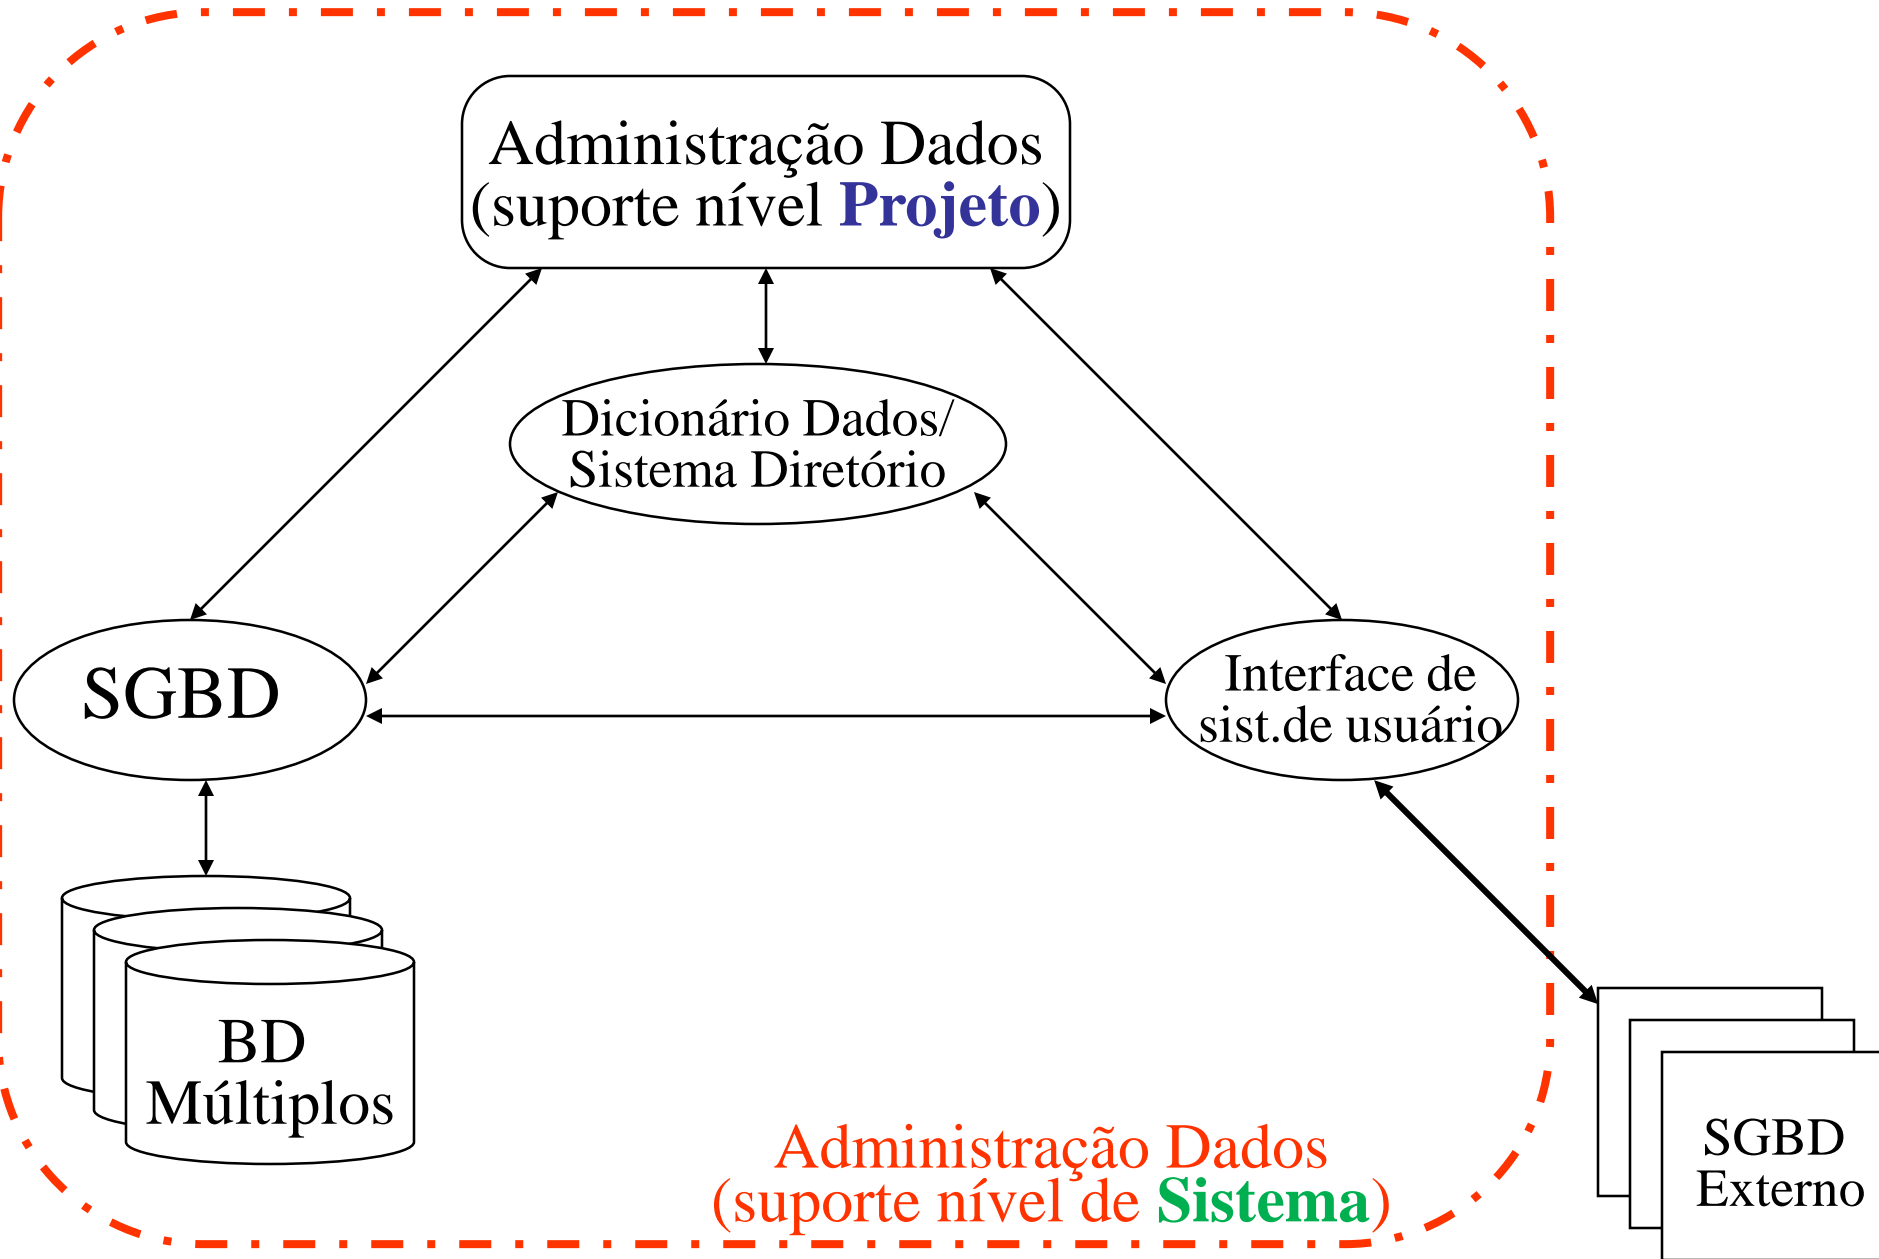 Administração Dados
(suporte nível Projeto)
Dicionário Dados/
Sistema Diretório
SGBD
Interface de
sist.de usuário
BD
Múltiplos
Administração Dados
(suporte nível de Sistema)
SGBD
Externo